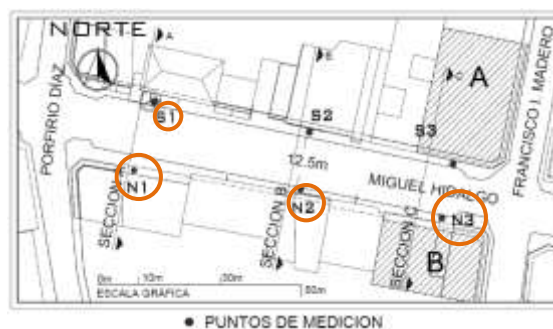 NORTE
A
E
C
A
S1
S2
S3
PORFIRIO DIAZ
12.5m
MIGUEL HIDALGO
FRANCISCO I. MADERO
N1
N2
N3
SECCION
SECCION B
SECCION C
B
0m 10m 50m
ESCALA GRAFICA
● PUNTOS DE MEDICION